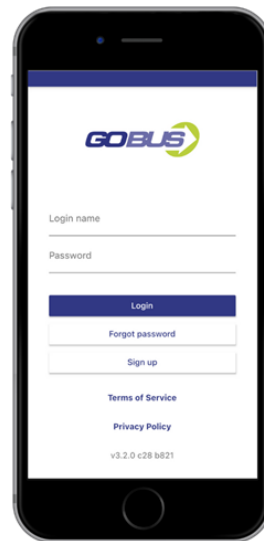 GOBUS
Login name
Password
Login
Forgot password
Sign up
Terms of Service
Privacy Policy
v3.2.0 c28 b821